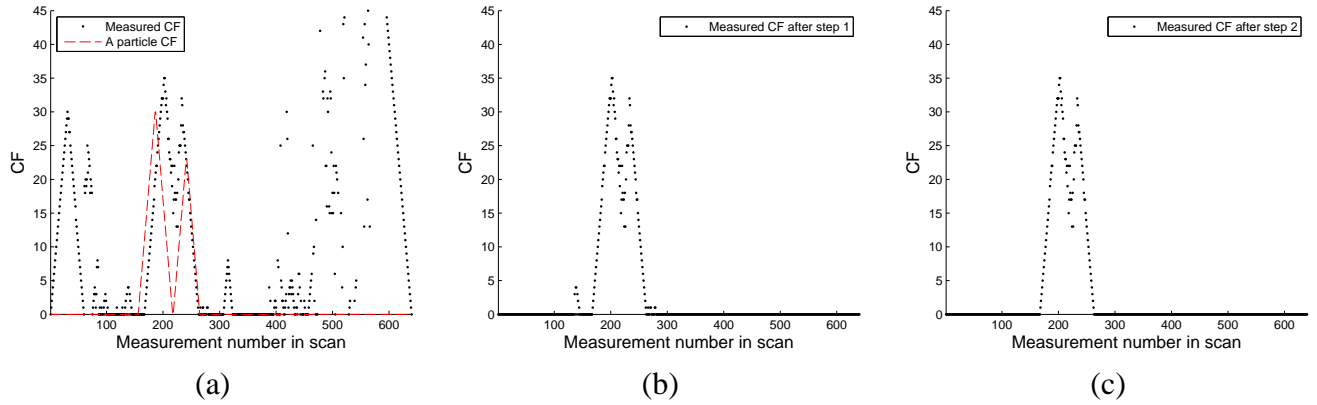 Measured CF
A particle CF
CF
45
40
35
30
25
20
15
10
5
0
100 200 300 400 500 600
Measurement number in scan
(a)
Measured CF after step 1
CF
45
40
35
30
25
20
15
10
5
0
100 200 300 400 500 600
Measurement number in scan
(b)
Measured CF after step 2
CF
45
40
35
30
25
20
15
10
5
0
100 200 300 400 500 600
Measurement number in scan
(c)